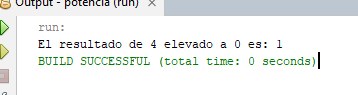 Output - potencia (run)
run:
El resultado de 4 elevado a 0 es: 1
BUILD SUCCESSFUL (total time: 0 seconds)